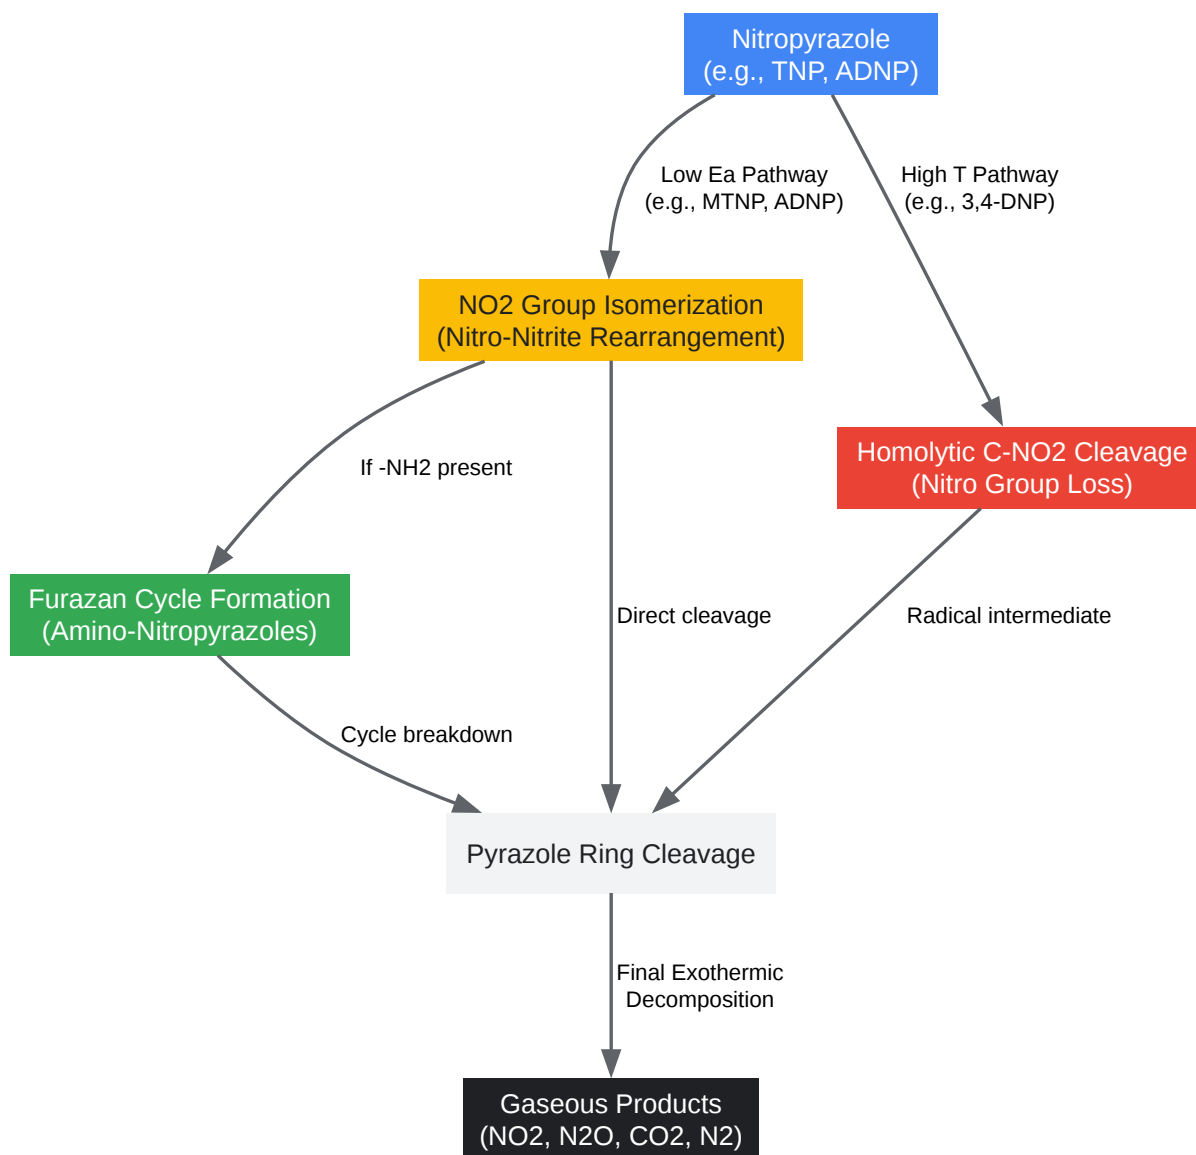 Nitropyrazole
(e.g., TNP, ADNP)
Low Ea Pathway
(e.g., MTNP, ADNP)
High T Pathway
(e.g., 3,4-DNP)
NO2 Group Isomerization
(Nitro-Nitrite Rearrangement)
Homolytic C-NO2 Cleavage
(Nitro Group Loss)
If -NH2 present
Furazan Cycle Formation
(Amino-Nitropyrazoles)
Direct cleavage
Radical intermediate
Cycle breakdown
Pyrazole Ring Cleavage
Final Exothermic
Decomposition
Gaseous Products
(NO2, N2O, CO2, N2)